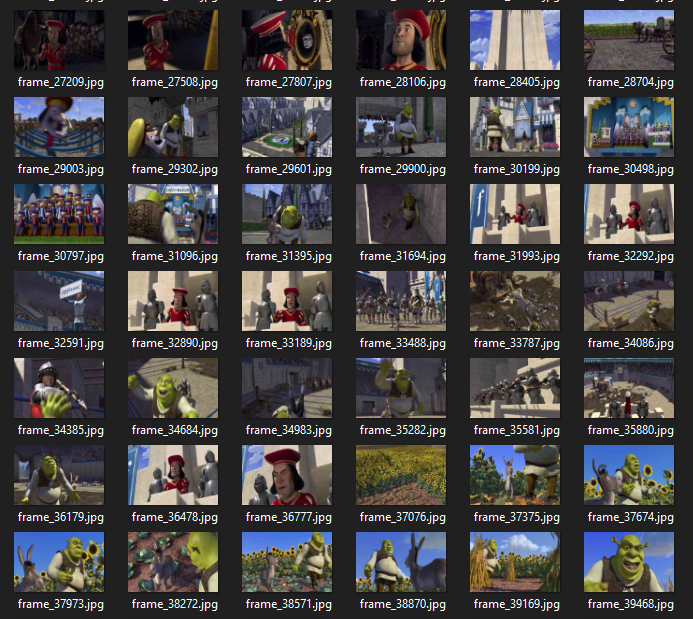 frame_27209.jpg frame_27508.jpg frame_27807.jpg frame_28106.jpg frame_28405.jpg frame_28704.jpg
frame_29003.jpg frame_29302.jpg frame_29601.jpg frame_29900.jpg frame_30199.jpg frame_30498.jpg
frame_30797.jpg frame_31096.jpg frame_31395.jpg frame_31694.jpg frame_31993.jpg frame_32292.jpg
frame_32591.jpg frame_32890.jpg frame_33189.jpg frame_33488.jpg frame_33787.jpg frame_34086.jpg
frame_34385.jpg frame_34684.jpg frame_34983.jpg frame_35282.jpg frame_35581.jpg frame_35880.jpg
frame_36179.jpg frame_36478.jpg frame_36777.jpg frame_37076.jpg frame_37375.jpg frame_37674.jpg
frame_37973.jpg frame_38272.jpg frame_38571.jpg frame_38870.jpg frame_39169.jpg frame_39468.jpg